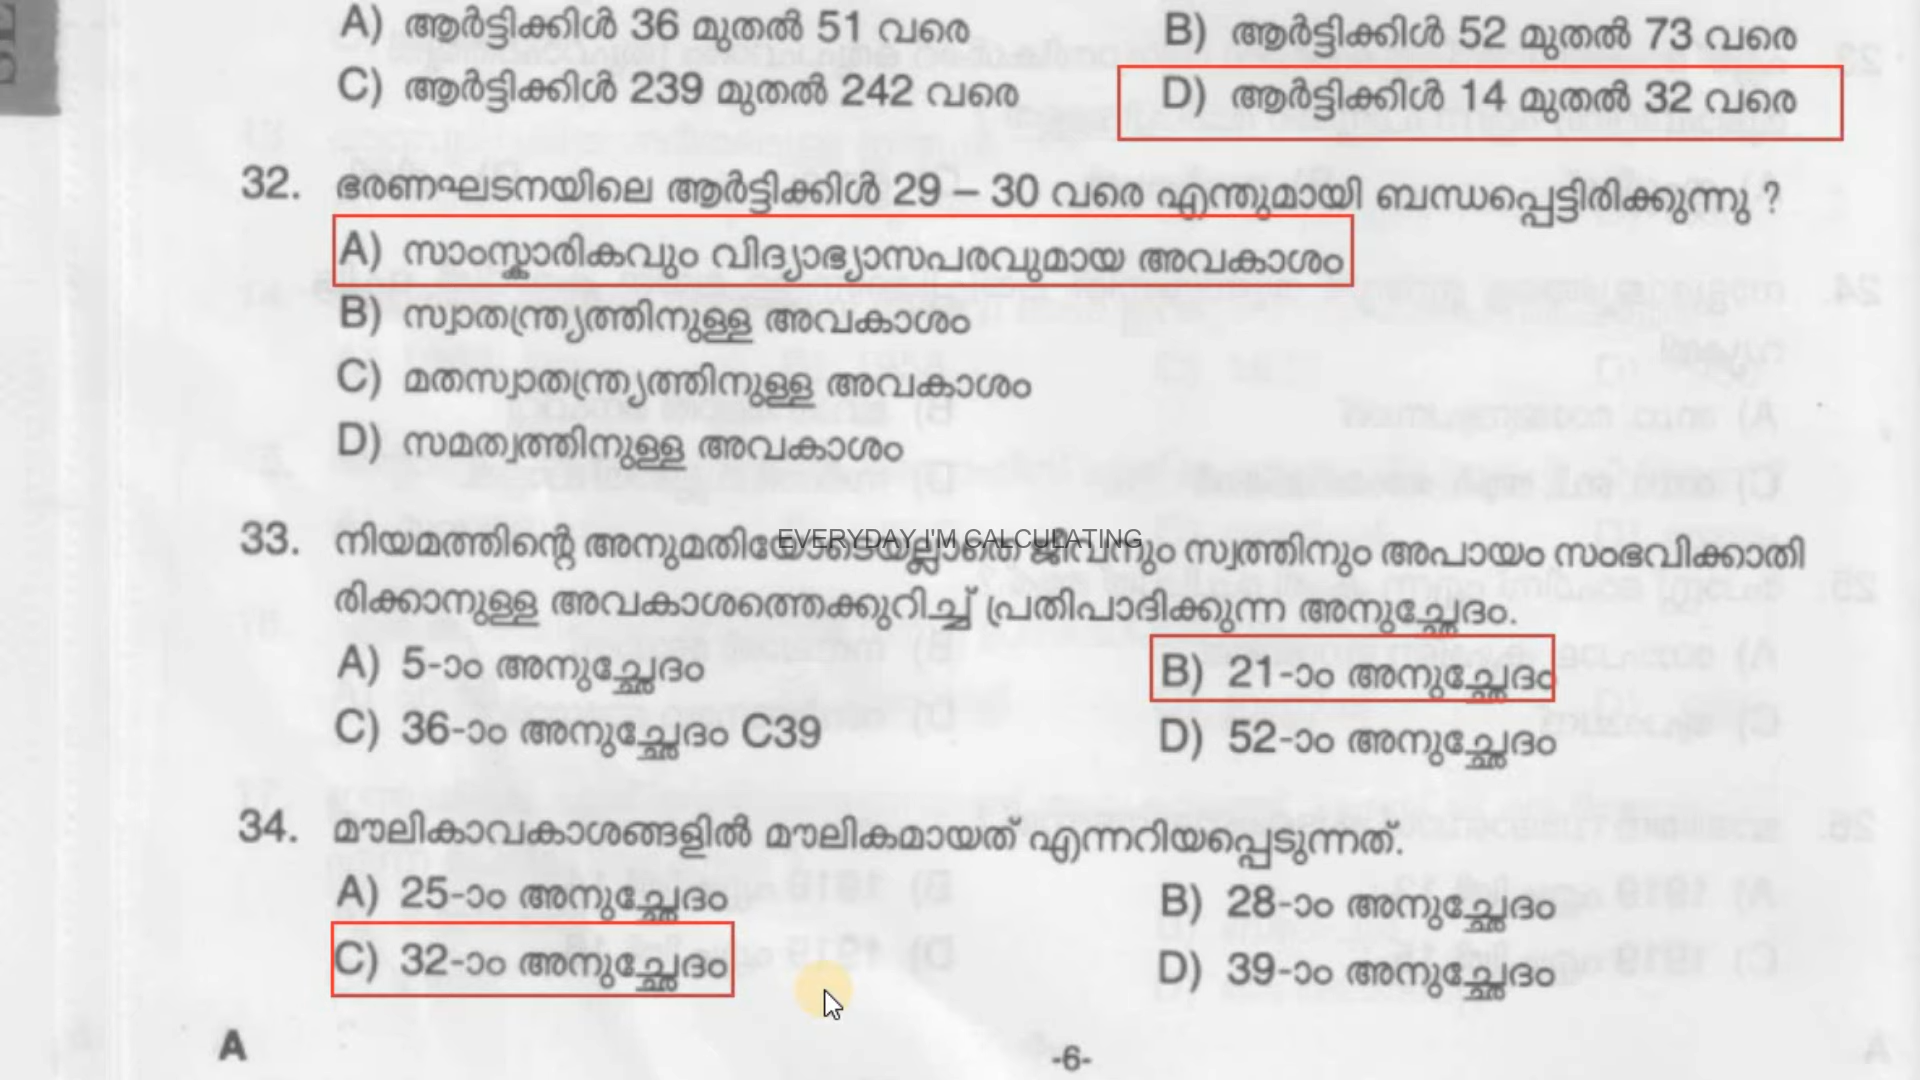 A) ആർട്ടിക്കിൾ 36 മുതൽ 51 വരെ
B) ആർട്ടിക്കിൾ 52 മുതൽ 73 വരെ
C) ആർട്ടിക്കിൾ 239 മുതൽ 242 വരെ
D) ആർട്ടിക്കിൾ 14 മുതൽ 32 വരെ
32. ഭരണഘടനയിലെ ആർട്ടിക്കിൾ 29 – 30 വരെ എന്തുമായി ബന്ധപ്പെട്ടിരിക്കുന്നു ?
A) സാംസ്കാരികവും വിദ്യാഭ്യാസപരവുമായ അവകാശം
B) സ്വാതന്ത്ര്യത്തിനുള്ള അവകാശം
C) മതസ്വാതന്ത്ര്യത്തിനുള്ള അവകാശം
D) സമത്വത്തിനുള്ള അവകാശം
33. നിയമത്തിന്റെ അനുമതിയോടെയല്ലാതെ ജീവനും സ്വത്തിനും അപായം സംഭവിക്കാതി
EVERYDAY I'M CALCULATING
രിക്കാനുള്ള അവകാശത്തെക്കുറിച്ച് പ്രതിപാദിക്കുന്ന അനുച്ഛേദം.
A) 5-ാം അനുച്ഛേദം
B) 21-ാം അനുച്ഛേദം
C) 36-ാം അനുച്ഛേദം C39
D) 52-ാം അനുച്ഛേദം
34. മൗലികാവകാശങ്ങളിൽ മൗലികമായത് എന്നറിയപ്പെടുന്നത്.
A) 25-ാം അനുച്ഛേദം
B) 28-ാം അനുച്ഛേദം
C) 32-ാം അനുച്ഛേദം
D) 39-ാം അനുച്ഛേദം
A
-6-